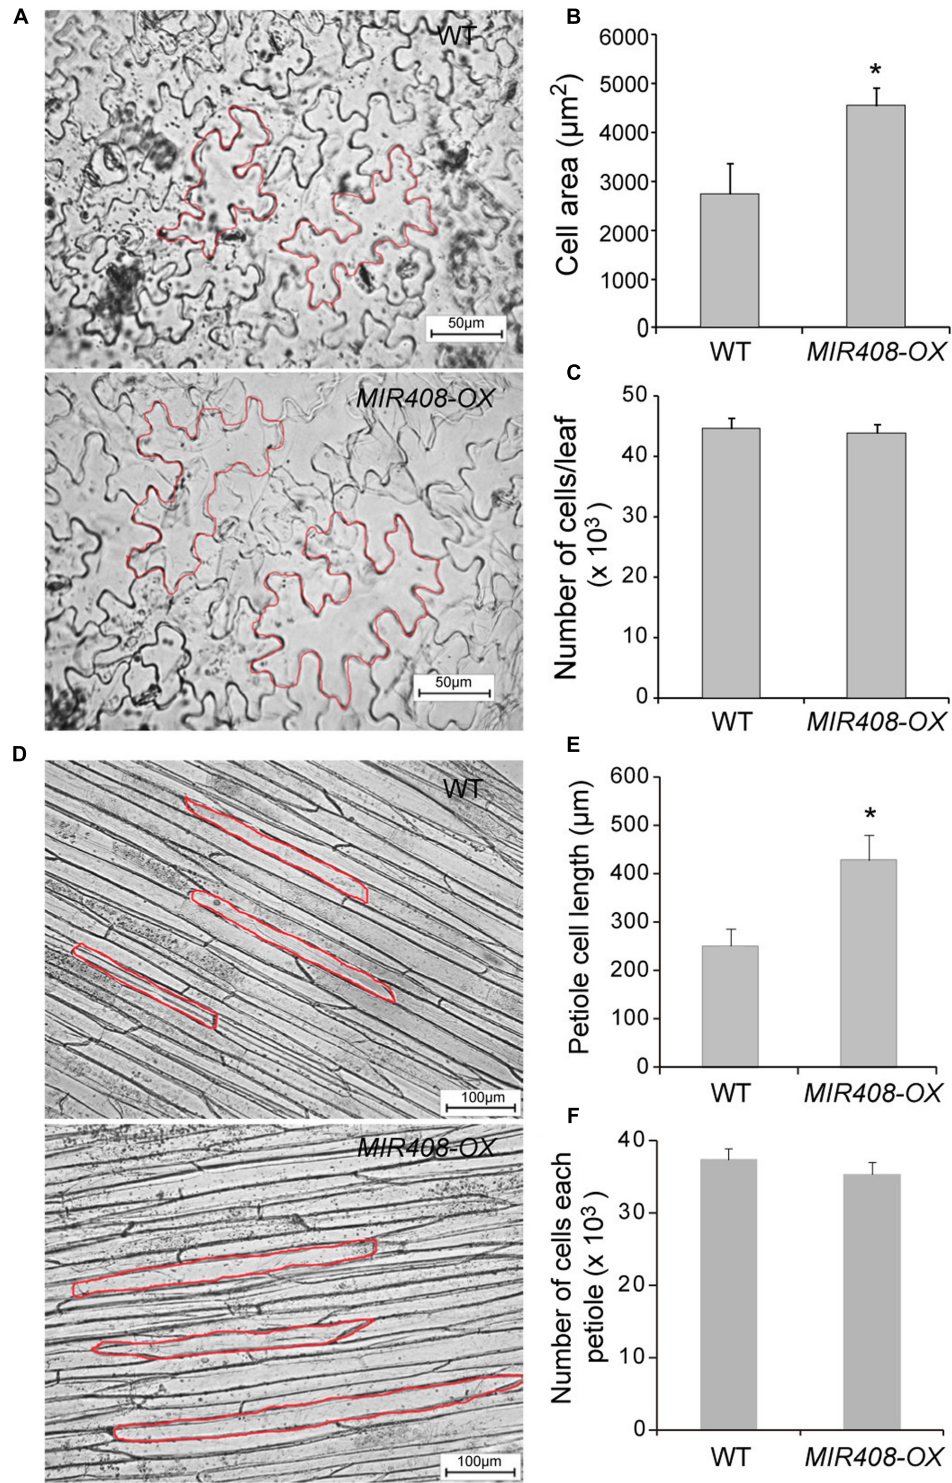 A
WT
50µm
MIR408-OX
50µm
B
Cell area (µm²)
6000
5000
4000
3000
2000
1000
0
*
WT
MIR408-OX
C
Number of cells/leaf
(x 10³)
50
40
30
20
10
0
WT
MIR408-OX
D
WT
100µm
MIR408-OX
100µm
E
Petiole cell length (µm)
600
500
400
300
200
100
0
*
WT
MIR408-OX
F
Number of cells each
petiole (x 10³)
40
30
20
10
0
WT
MIR408-OX